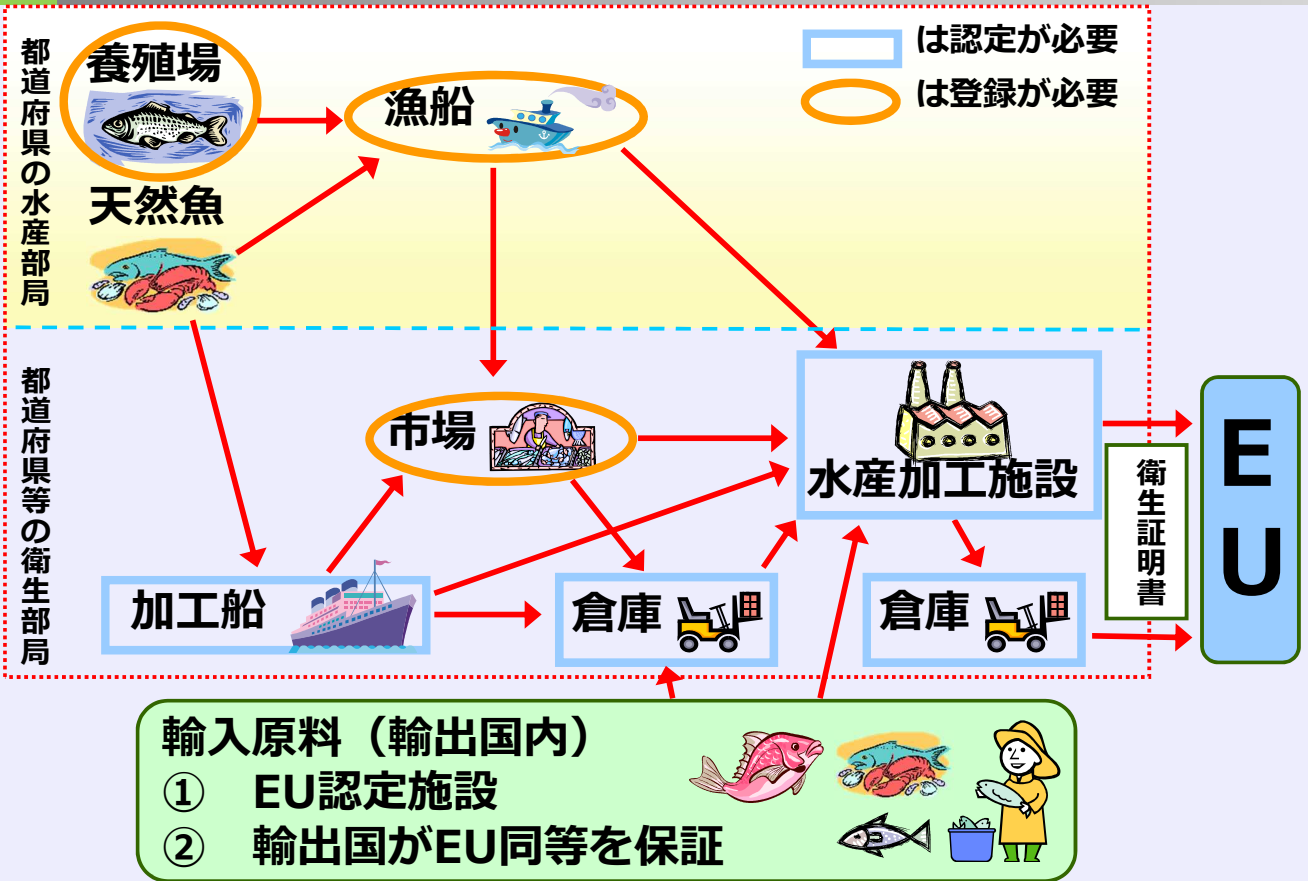 都道府県の水産部局
養殖場
漁船
天然魚
は認定が必要
は登録が必要
都道府県等の衛生部局
市場
水産加工施設
加工船
倉庫
倉庫
衛生証明書
EU
輸入原料（輸出国内）
① EU認定施設
② 輸出国がEU同等を保証